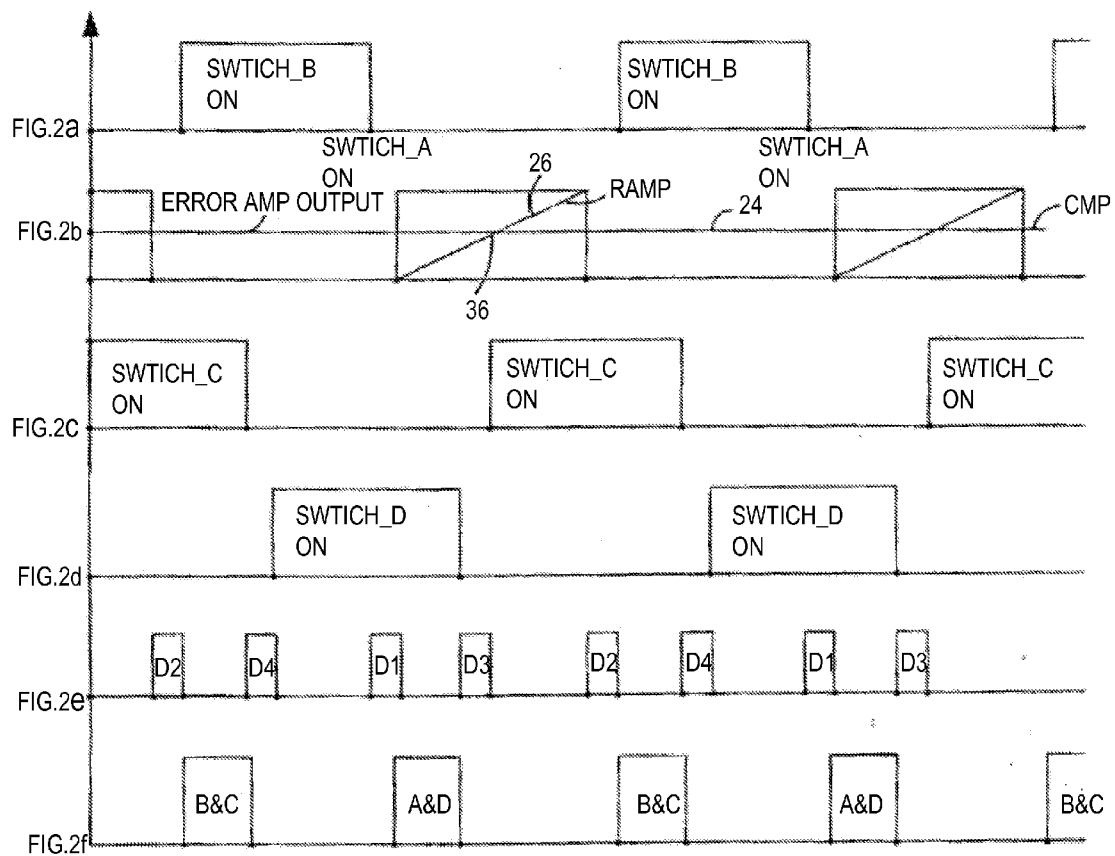 SWTICH_B
ON
SWTICH_B
ON
FIG.2a
SWTICH_A
ON
SWTICH_A
ON
26
RAMP
ERROR AMP OUTPUT
24
CMP
FIG.2b
36
SWTICH_C
ON
SWTICH_C
ON
SWTICH_C
ON
FIG.2c
SWTICH_D
ON
SWTICH_D
ON
FIG.2d
D2 D4 D1 D3 D2 D4 D1 D3
FIG.2e
B&C A&D B&C A&D B&C
FIG.2f